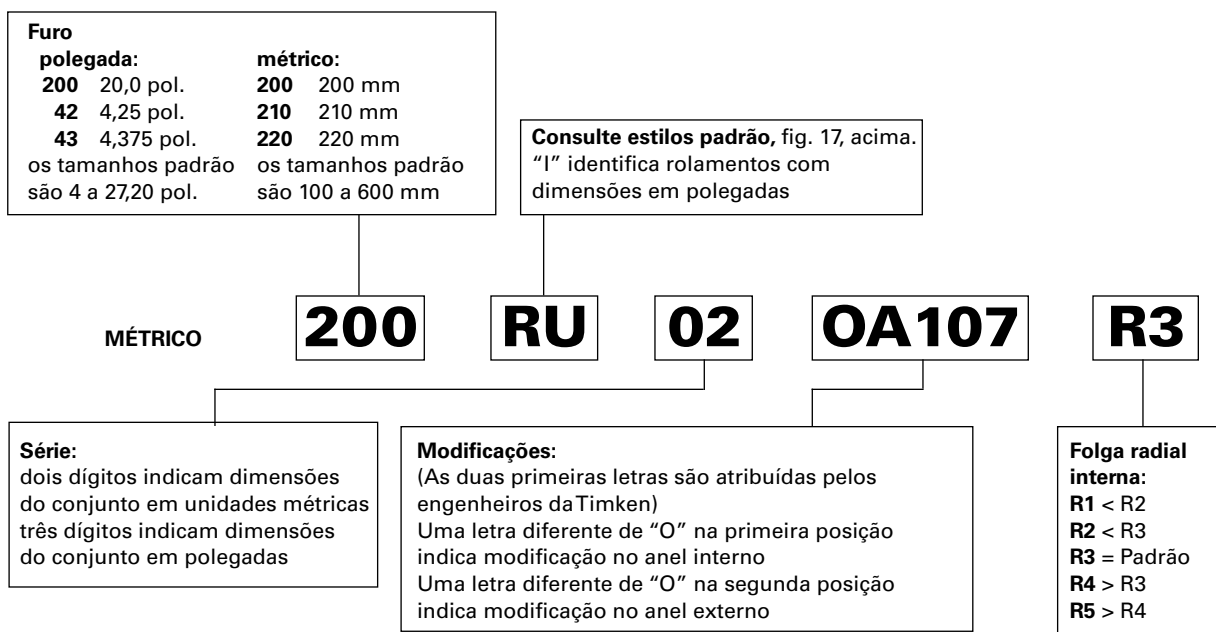 Furo
polegada: métrico:
200 20,0 pol. 200 200 mm
42 4,25 pol. 210 210 mm
43 4,375 pol. 220 220 mm
os tamanhos padrão os tamanhos padrão
são 4 a 27,20 pol. são 100 a 600 mm
Consulte estilos padrão, fig. 17, acima.
“I” identifica rolamentos com
dimensões em polegadas
MÉTRICO 200 RU 02 OA107 R3
Série:
dois dígitos indicam dimensões
do conjunto em unidades métricas
três dígitos indicam dimensões
do conjunto em polegadas
Modificações:
(As duas primeiras letras são atribuídas pelos
engenheiros daTimken)
Uma letra diferente de “O” na primeira posição
indica modificação no anel interno
Uma letra diferente de “O” na segunda posição
indica modificação no anel externo
Folga radial
interna:
R1 < R2
R2 < R3
R3 = Padrão
R4 > R3
R5 > R4